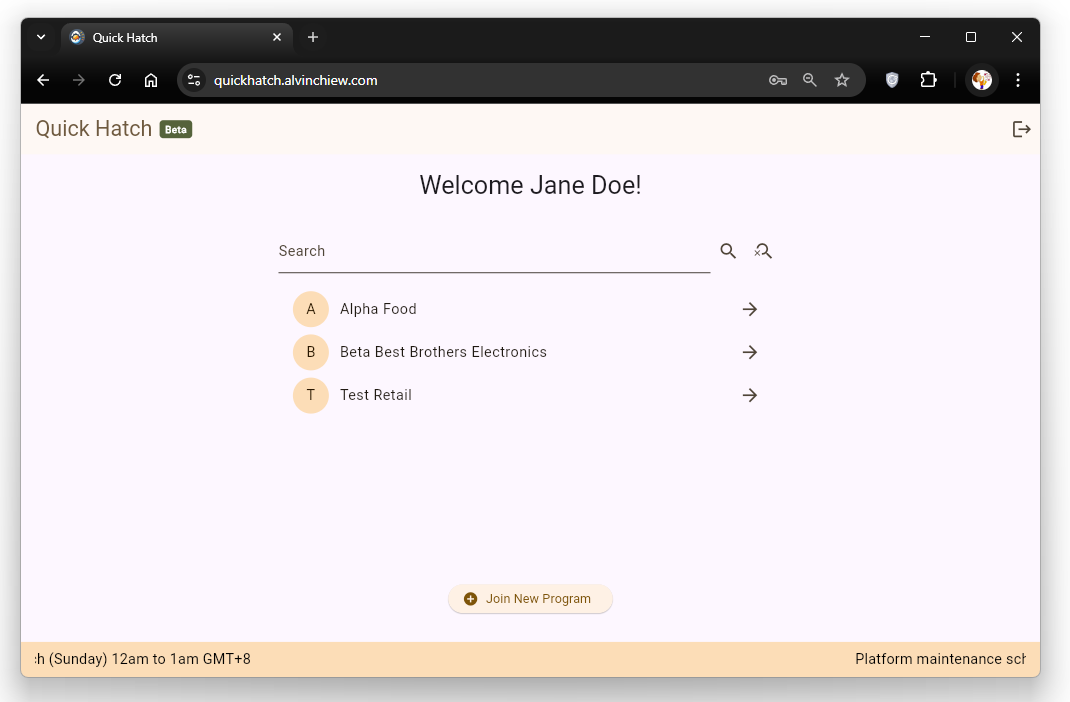 Quick Hatch
quickhatch.alvinchiew.com
Quick Hatch Beta
Welcome Jane Doe!
Search
A Alpha Food
B Beta Best Brothers Electronics
T Test Retail
Join New Program
(Sunday) 12am to 1am GMT+8 Platform maintenance sch